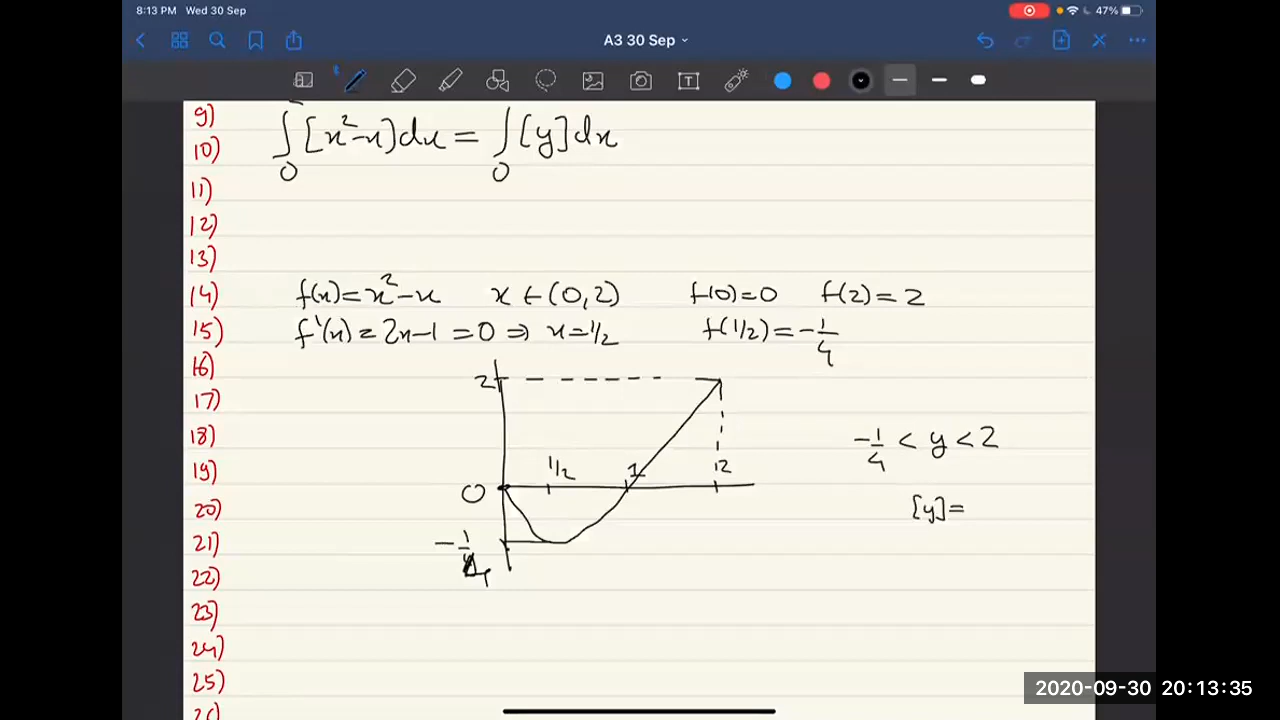 8:13 PM Wed 30 Sep
47%
A3 30 Sep
T
9)
10)
∫₀ [x²-x]dx = ∫₀ [y]dx
11)
12)
13)
14) f(x)=x²-x x ∈ (0,2) f(0)=0 f(2)=2
15) f'(x) = 2x-1 =0 ⇒ x=1/2 f(1/2)=-1/4
16)
2
17)
18) -1/4 < y < 2
19) 1/2 1 12
0
20) [y]=
21) -1/4
22)
23)
24)
25)
2020-09-30 20:13:35